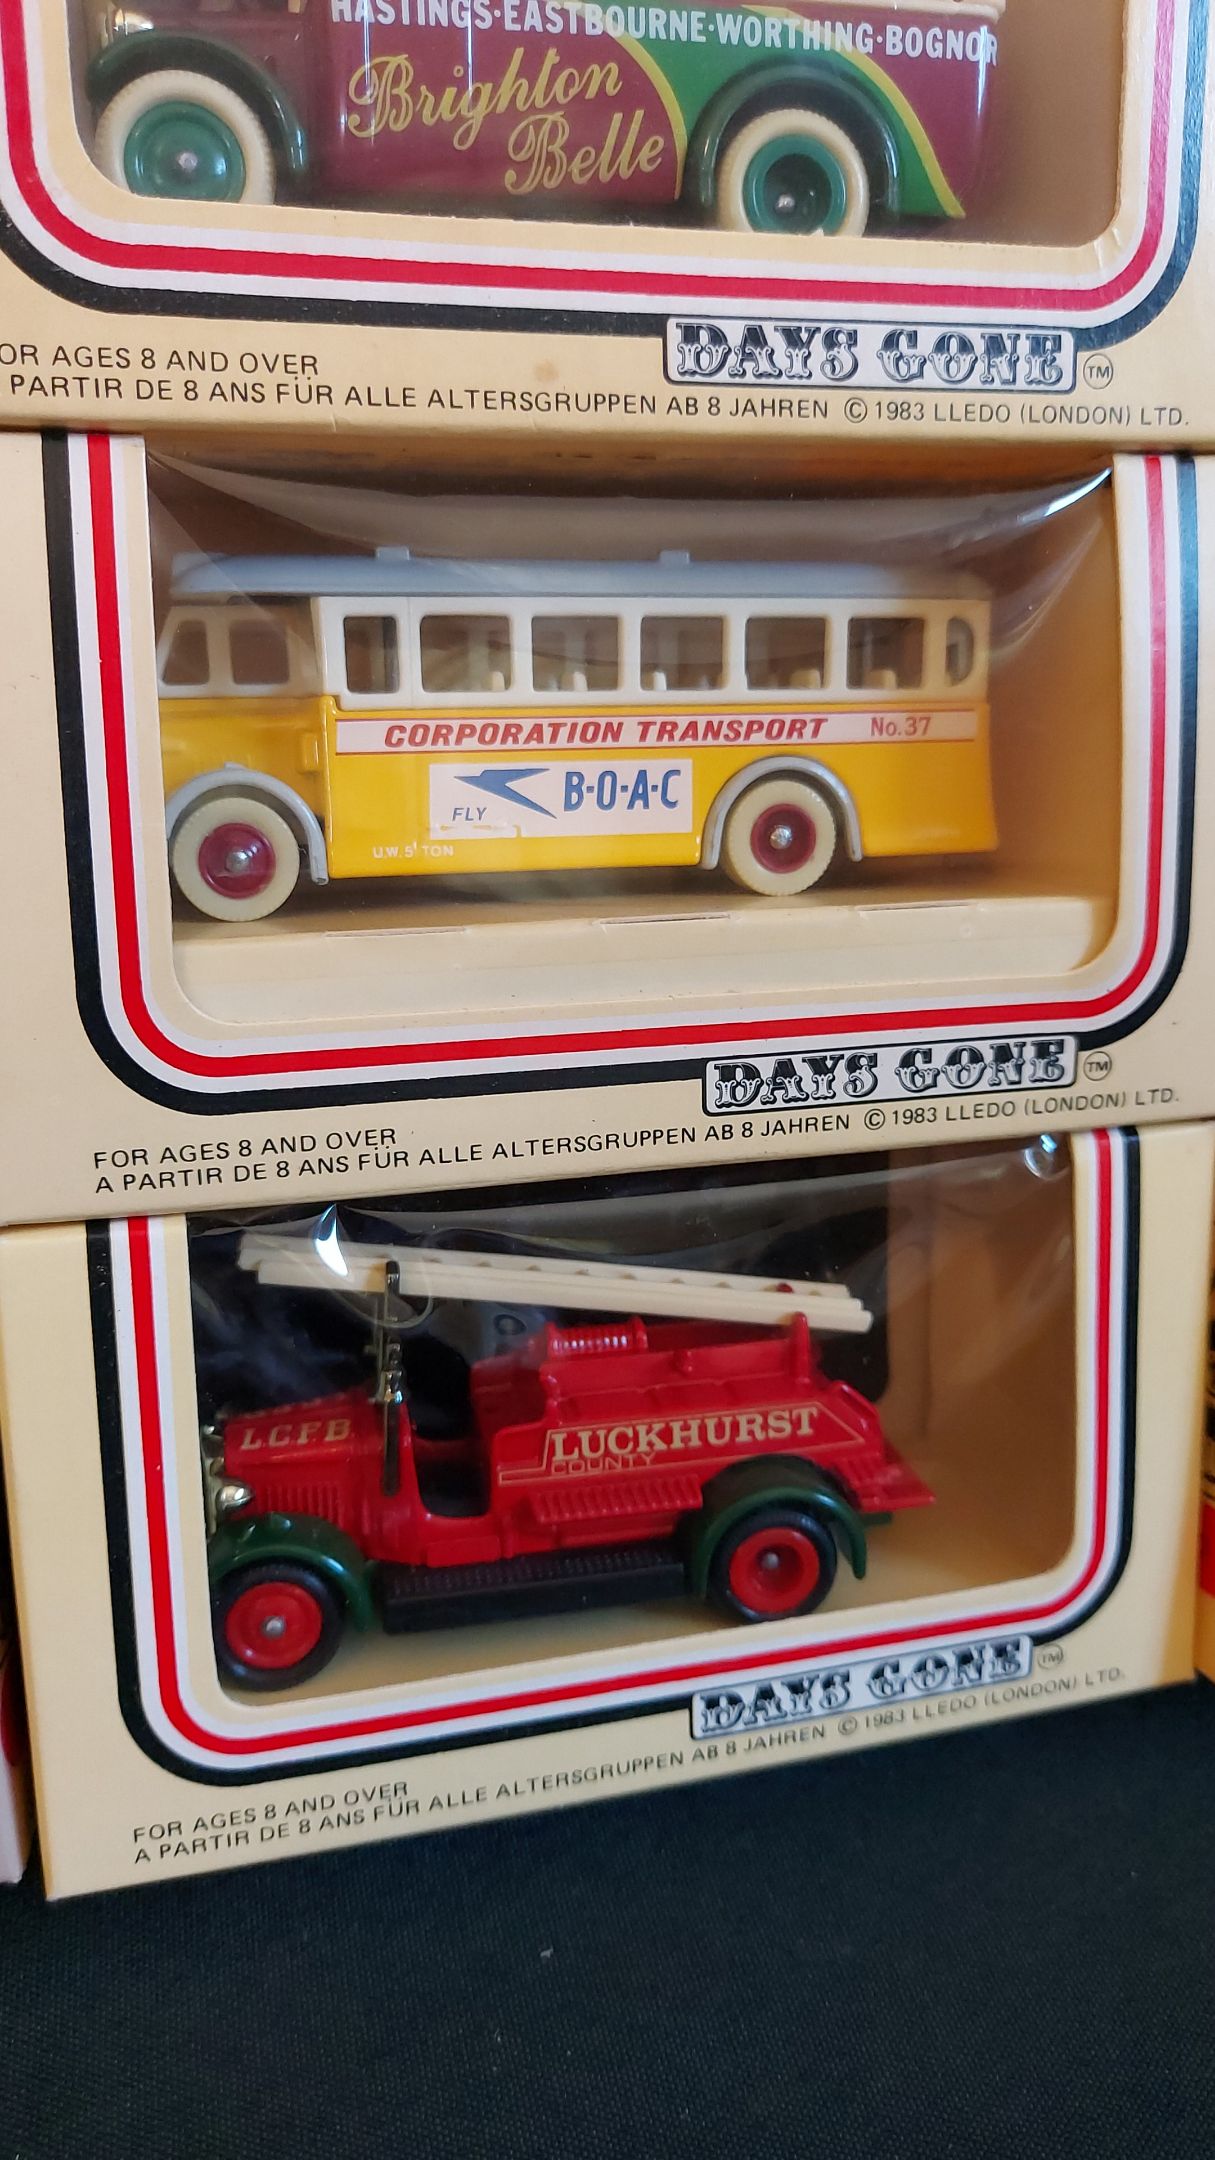 HASTINGS·EASTBOURNE·WORTHING·BOGNOR
Brighton
Belle
DAYS GONE TM
OR AGES 8 AND OVER
PARTIR DE 8 ANS FÜR ALLE ALTERSGRUPPEN AB 8 JAHREN © 1983 LLEDO (LONDON) LTD.
CORPORATION TRANSPORT No.37
FLY B·O·A·C
U.W. 5 TON
DAYS GONE TM
FOR AGES 8 AND OVER
A PARTIR DE 8 ANS FÜR ALLE ALTERSGRUPPEN AB 8 JAHREN © 1983 LLEDO (LONDON) LTD.
L.C.F.B.
LUCKHURST
COUNTY
DAYS GONE TM
FOR AGES 8 AND OVER
A PARTIR DE 8 ANS FÜR ALLE ALTERSGRUPPEN AB 8 JAHREN © 1983 LLEDO (LONDON) LTD.